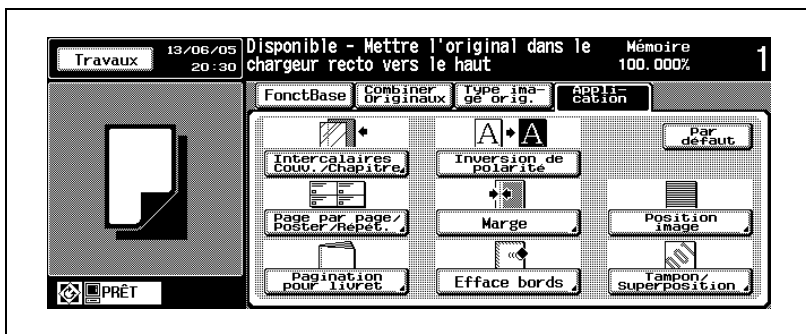 Travaux
13/06/05
20:30
Disponible - Mettre l'original dans le
chargeur recto vers le haut
Mémoire
100.000%
1
FonctBase
Combiner
Originaux
Type ima-
ge orig.
Appli-
cation
Par
défaut
Intercalaires
Couv./Chapitre
A A
Inversion de
polarité
Page par page/
Poster/Répét.
Marge
Position
image
Pagination
pour livret
Efface bords
001
Tampon/
Superposition
PRÊT